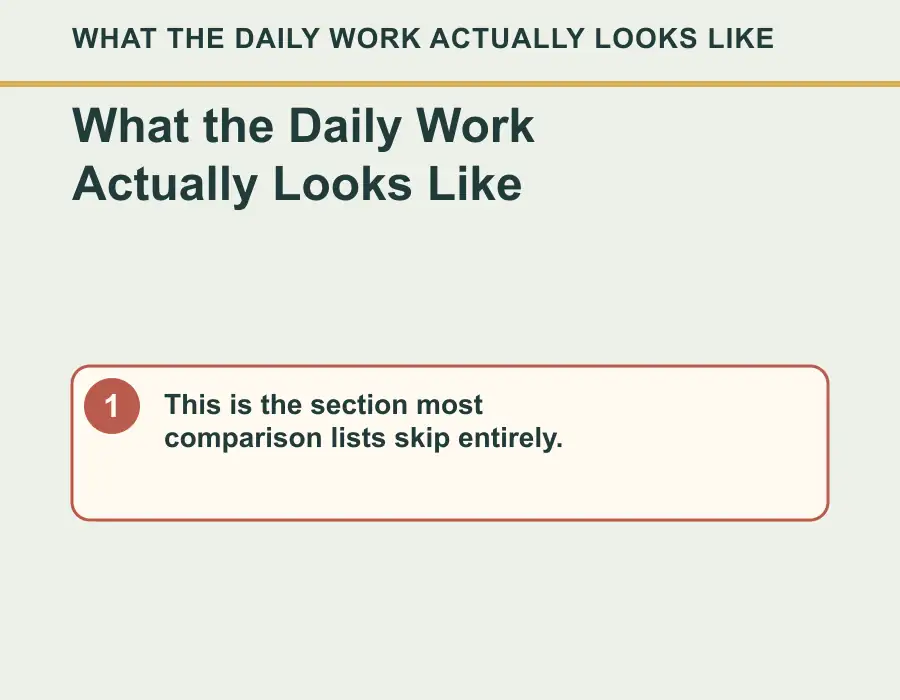 WHAT THE DAILY WORK ACTUALLY LOOKS LIKE
What the Daily Work
Actually Looks Like
1
This is the section most
comparison lists skip entirely.